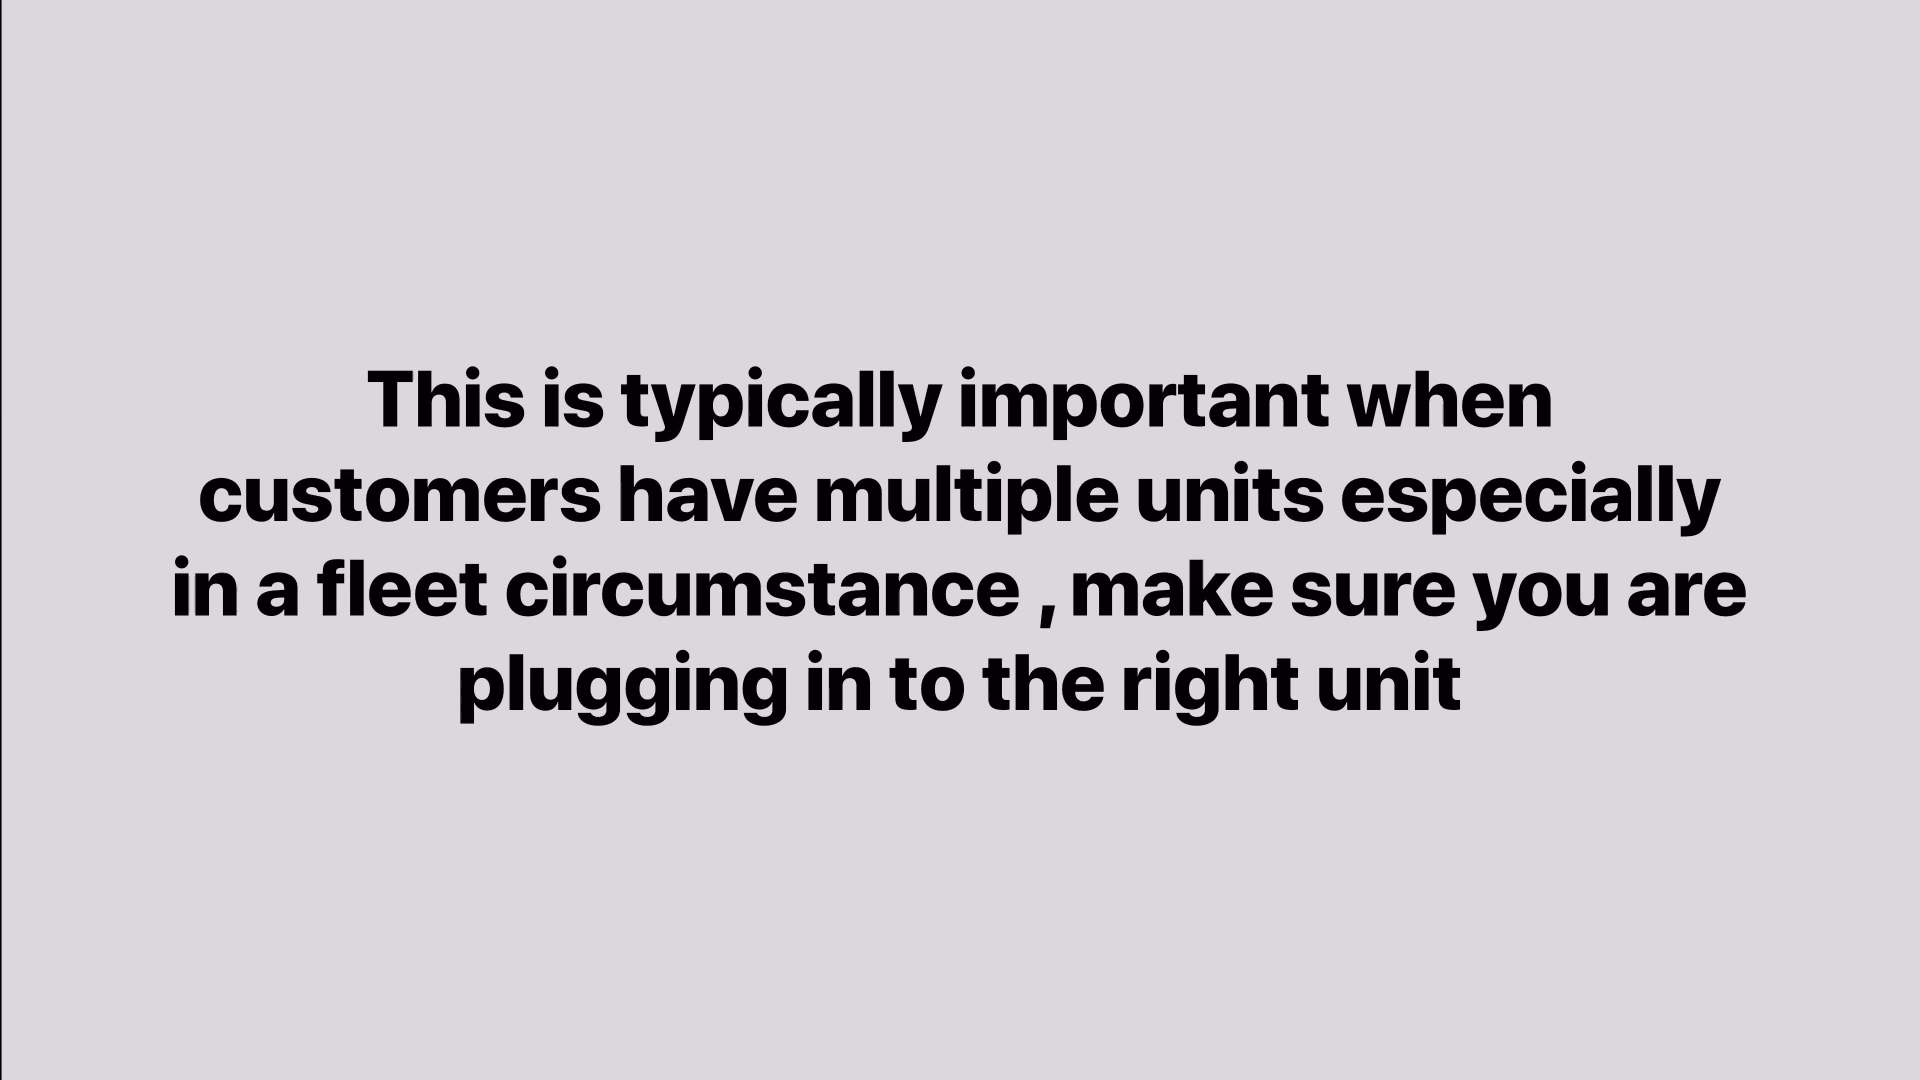 This is typically important when
customers have multiple units especially
in a fleet circumstance , make sure you are
plugging in to the right unit